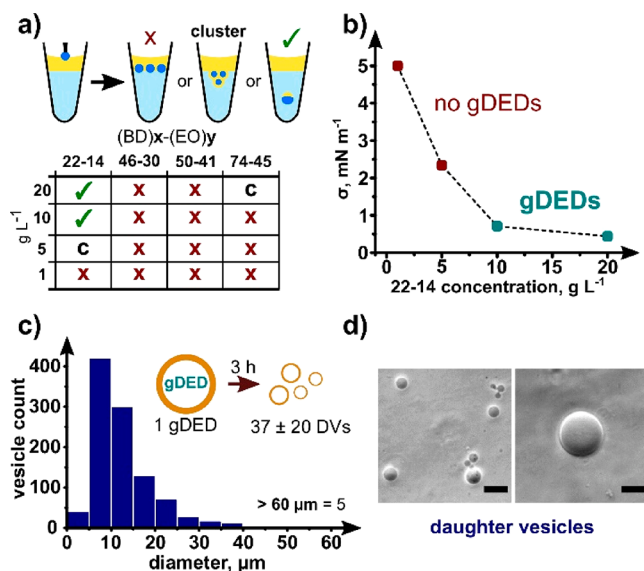 a)
x
cluster
✓
or
or
(BD)x-(EO)y
22-14 46-30 50-41 74-45
g L⁻¹
20 ✓ x x c
10 ✓ x x x
5 c x x x
1 x x x x
b)
σ, mN m⁻¹
5
4
3
2
1
0
no gDEDs
gDEDs
0 5 10 15 20
22-14 concentration, g L⁻¹
c)
vesicle count
400
300
200
100
0
gDED
3 h
1 gDED
37 ± 20 DVs
> 60 µm = 5
0 10 20 30 40 50 60
diameter, µm
d)
daughter vesicles